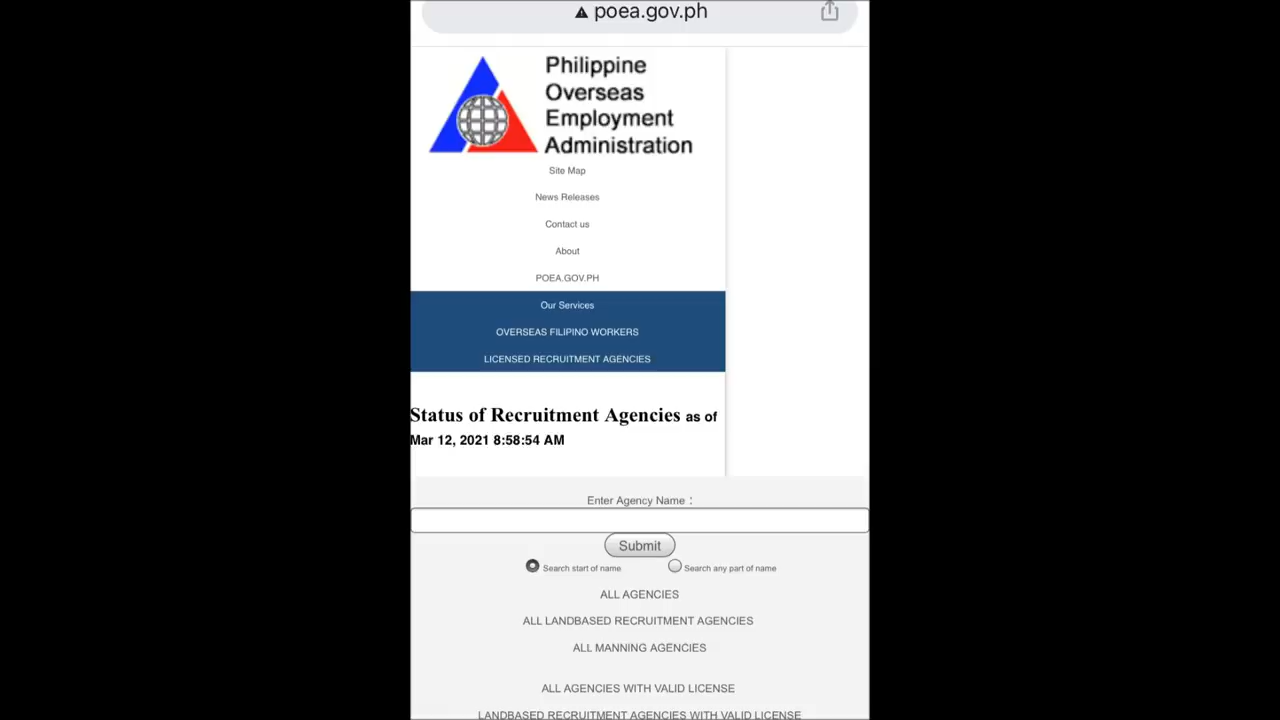 poea.gov.ph
Philippine
Overseas
Employment
Administration
Site Map
News Releases
Contact us
About
POEA.GOV.PH
Our Services
OVERSEAS FILIPINO WORKERS
LICENSED RECRUITMENT AGENCIES
Status of Recruitment Agencies as of
Mar 12, 2021 8:58:54 AM
Enter Agency Name :
Submit
Search start of name Search any part of name
ALL AGENCIES
ALL LANDBASED RECRUITMENT AGENCIES
ALL MANNING AGENCIES
ALL AGENCIES WITH VALID LICENSE
LANDBASED RECRUITMENT AGENCIES WITH VALID LICENSE